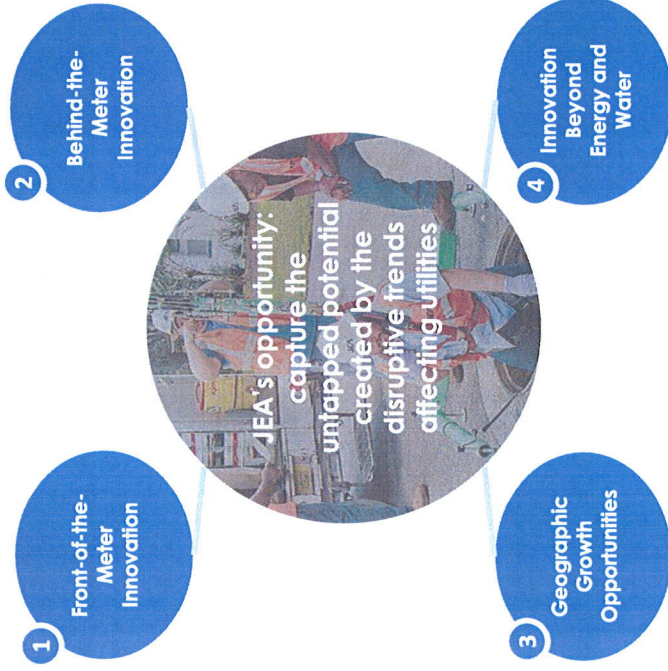 1
Front-of-the-
Meter
Innovation
2
Behind-the-
Meter
Innovation
JEA's opportunity:
capture the
untapped potential
created by the
disruptive trends
affecting utilities
3
Geographic
Growth
Opportunities
4
Innovation
Beyond
Energy and
Water